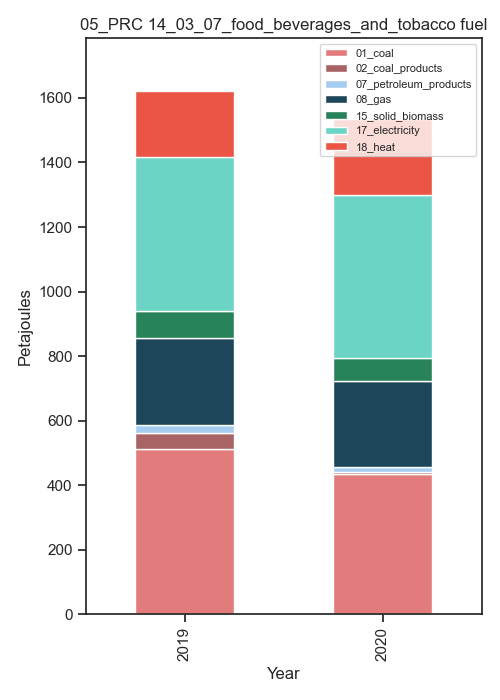 05_PRC 14_03_07_food_beverages_and_tobacco fuel
01_coal
02_coal_products
07_petroleum_products
08_gas
15_solid_biomass
17_electricity
18_heat
1600
1400
1200
1000
800
600
400
200
0
Petajoules
2019
2020
Year